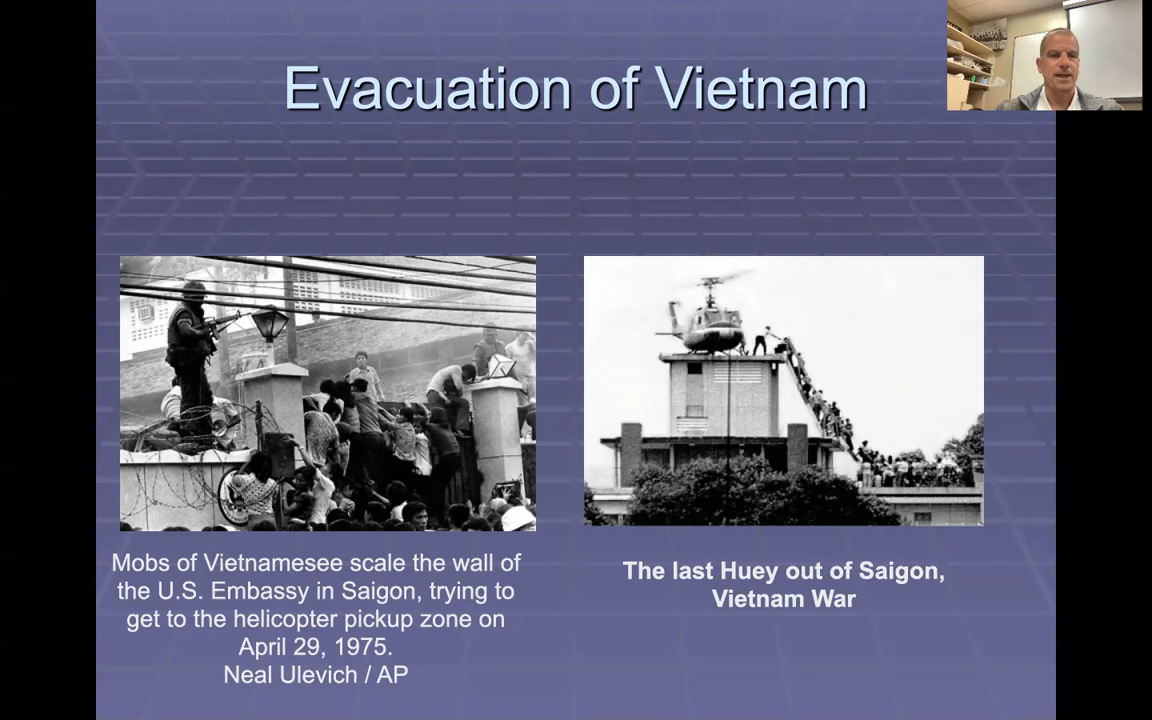 Evacuation of Vietnam
Mobs of Vietnamesee scale the wall of
the U.S. Embassy in Saigon, trying to
get to the helicopter pickup zone on
April 29, 1975.
Neal Ulevich / AP
The last Huey out of Saigon,
Vietnam War